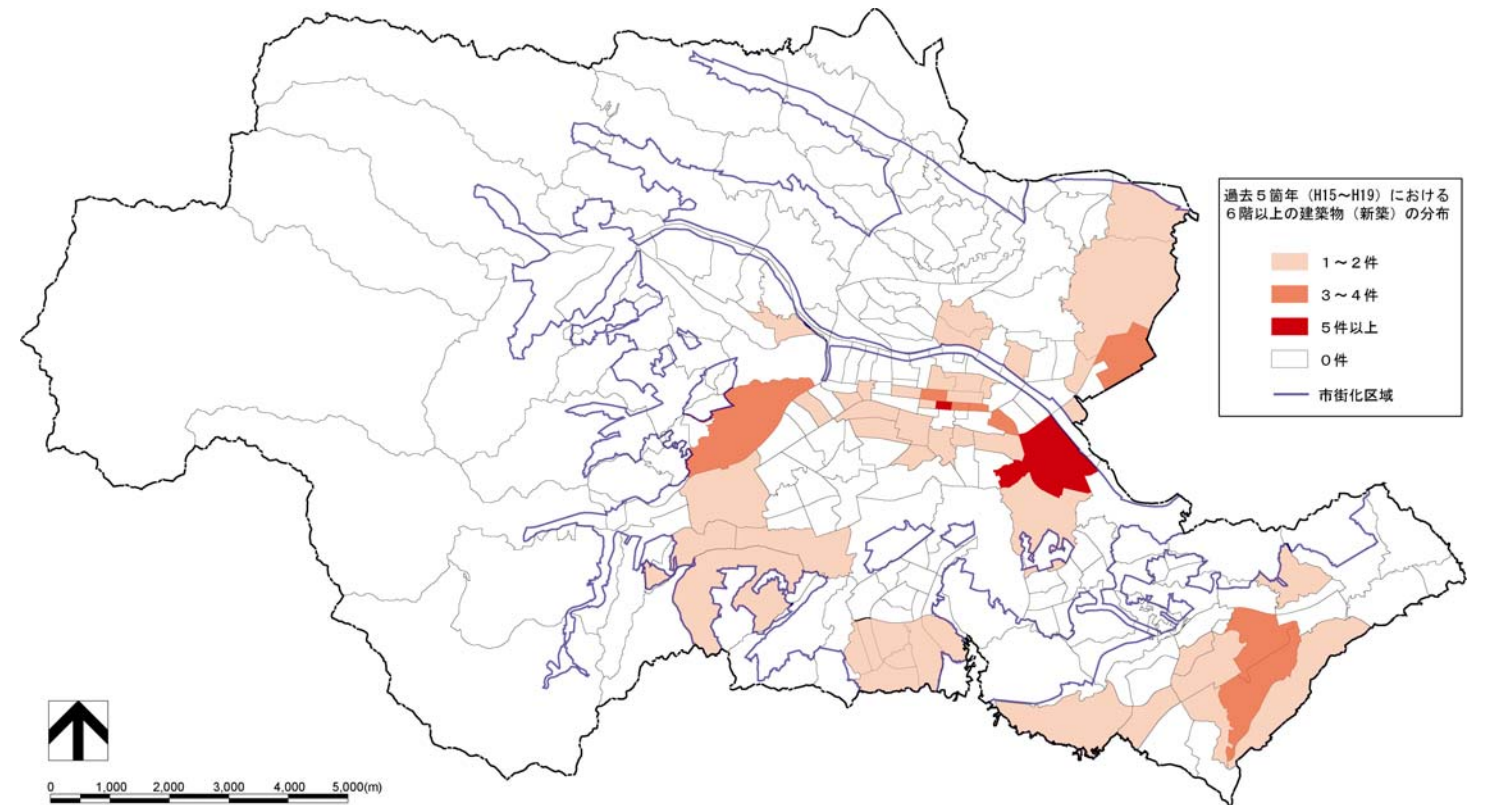 過去５箇年（H15～H19）における
６階以上の建築物（新築）の分布
１～２件
３～４件
５件以上
０件
市街化区域
0 1,000 2,000 3,000 4,000 5,000(m)